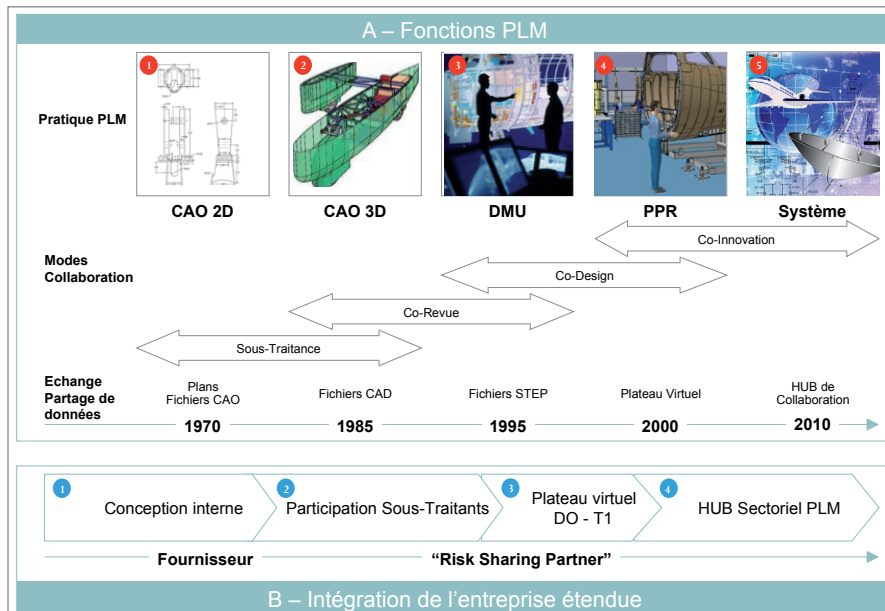 A – Fonctions PLM
1
2
3
4
5
Pratique PLM
CAO 2D
CAO 3D
DMU
PPR
Système
Co-Innovation
Modes
Collaboration
Co-Design
Co-Revue
Sous-Traitance
Echange
Partage de
données
Plans
Fichiers CAO
Fichiers CAD
Fichiers STEP
Plateau Virtuel
HUB de
Collaboration
1970
1985
1995
2000
2010
1
Conception interne
2
Participation Sous-Traitants
3
Plateau virtuel
DO - T1
4
HUB Sectoriel PLM
Fournisseur
“Risk Sharing Partner”
B – Intégration de l’entreprise étendue